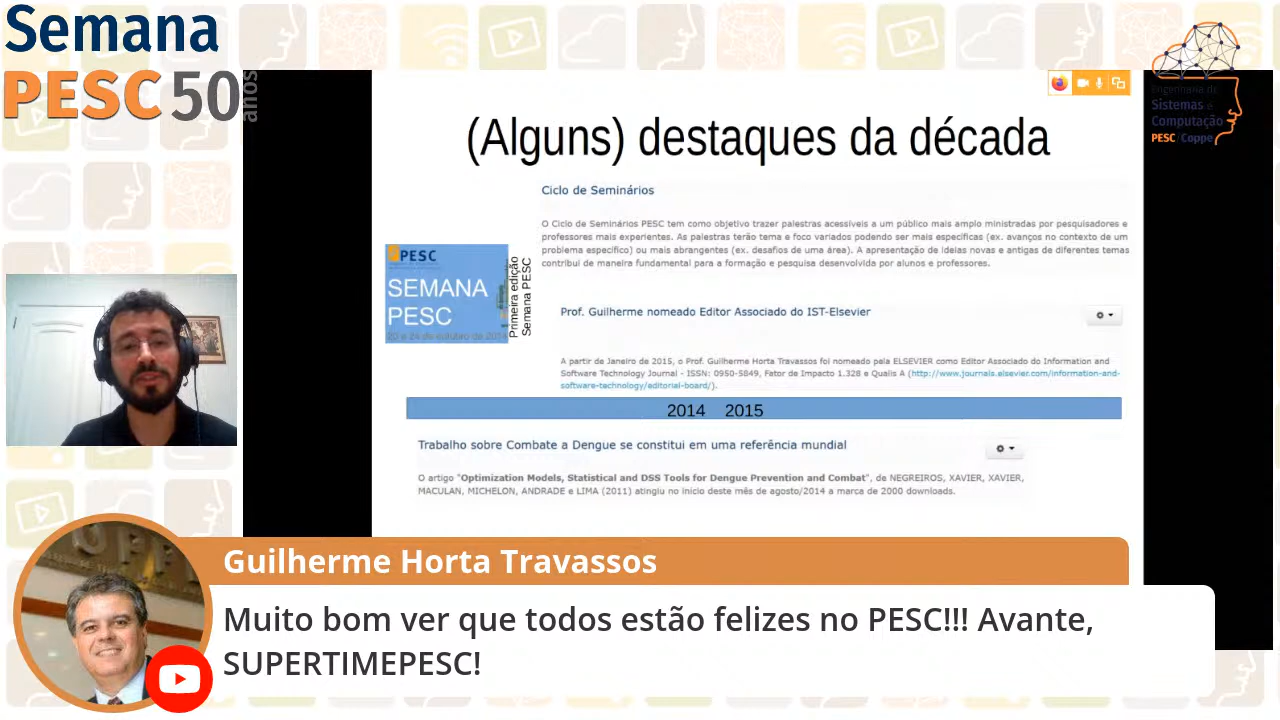 Semana
PESC 50
anos
Engenharia de
Sistemas e
Computação
PESC / Coppe
(Alguns) destaques da década
Ciclo de Seminários
O Ciclo de Seminários PESC tem como objetivo trazer palestras acessíveis a um público mais amplo ministradas por pesquisadores e
professores mais experientes. As palestras terão tema e foco variados podendo ser mais específicas (ex. avanços no contexto de um
problema específico) ou mais abrangentes (ex. desafios de uma área). A apresentação de ideias novas e antigas de diferentes temas
contribui de maneira fundamental para a formação e pesquisa desenvolvida por alunos e professores.
PESC
SEMANA
PESC
Primeira edição
Semana PESC
Prof. Guilherme nomeado Editor Associado do IST-Elsevier
A partir de Janeiro de 2015, o Prof. Guilherme Horta Travassos foi nomeado pela ELSEVIER como Editor Associado do Information and
Software Technology Journal - ISSN: 0950-5849, Fator de Impacto 1.328 e Qualis A (http://www.journals.elsevier.com/information-and-
software-technology/editorial-board/).
2014 2015
Trabalho sobre Combate a Dengue se constitui em uma referência mundial
O artigo "Optimization Models, Statistical and DSS Tools for Dengue Prevention and Combat", de NEGREIROS, XAVIER, XAVIER,
MACULAN, MICHELON, ANDRADE e LIMA (2011) atingiu no inicio deste mês de agosto/2014 a marca de 2000 downloads.
Guilherme Horta Travassos
Muito bom ver que todos estão felizes no PESC!!! Avante,
SUPERTIMEPESC!